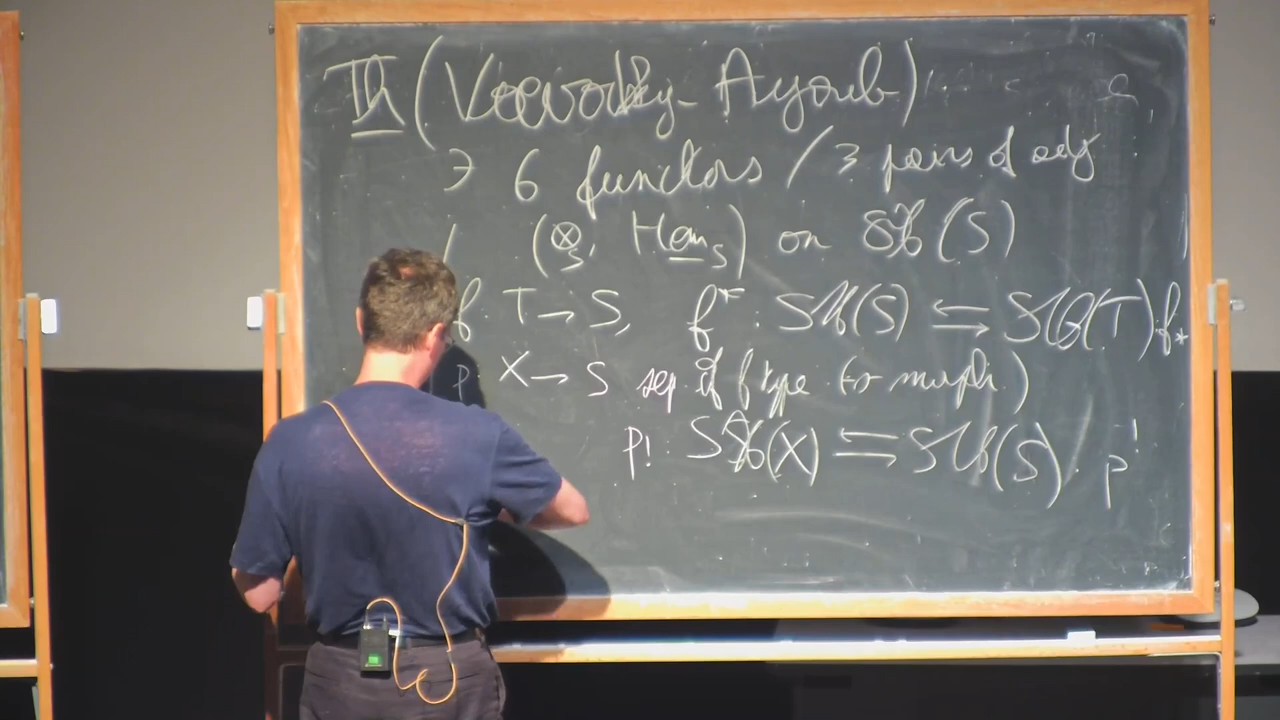 Th (Voevodsky-Ayoub)
∃ 6 functors / 3 pairs of adj
(⊗_S, Hom_S) on SH(S)
f: T → S, f^*: SH(S) ⇆ SH(T) : f_*
p: X → S sep. of f type (s-morph)
p_!: SH(X) ⇆ SH(S) p^!